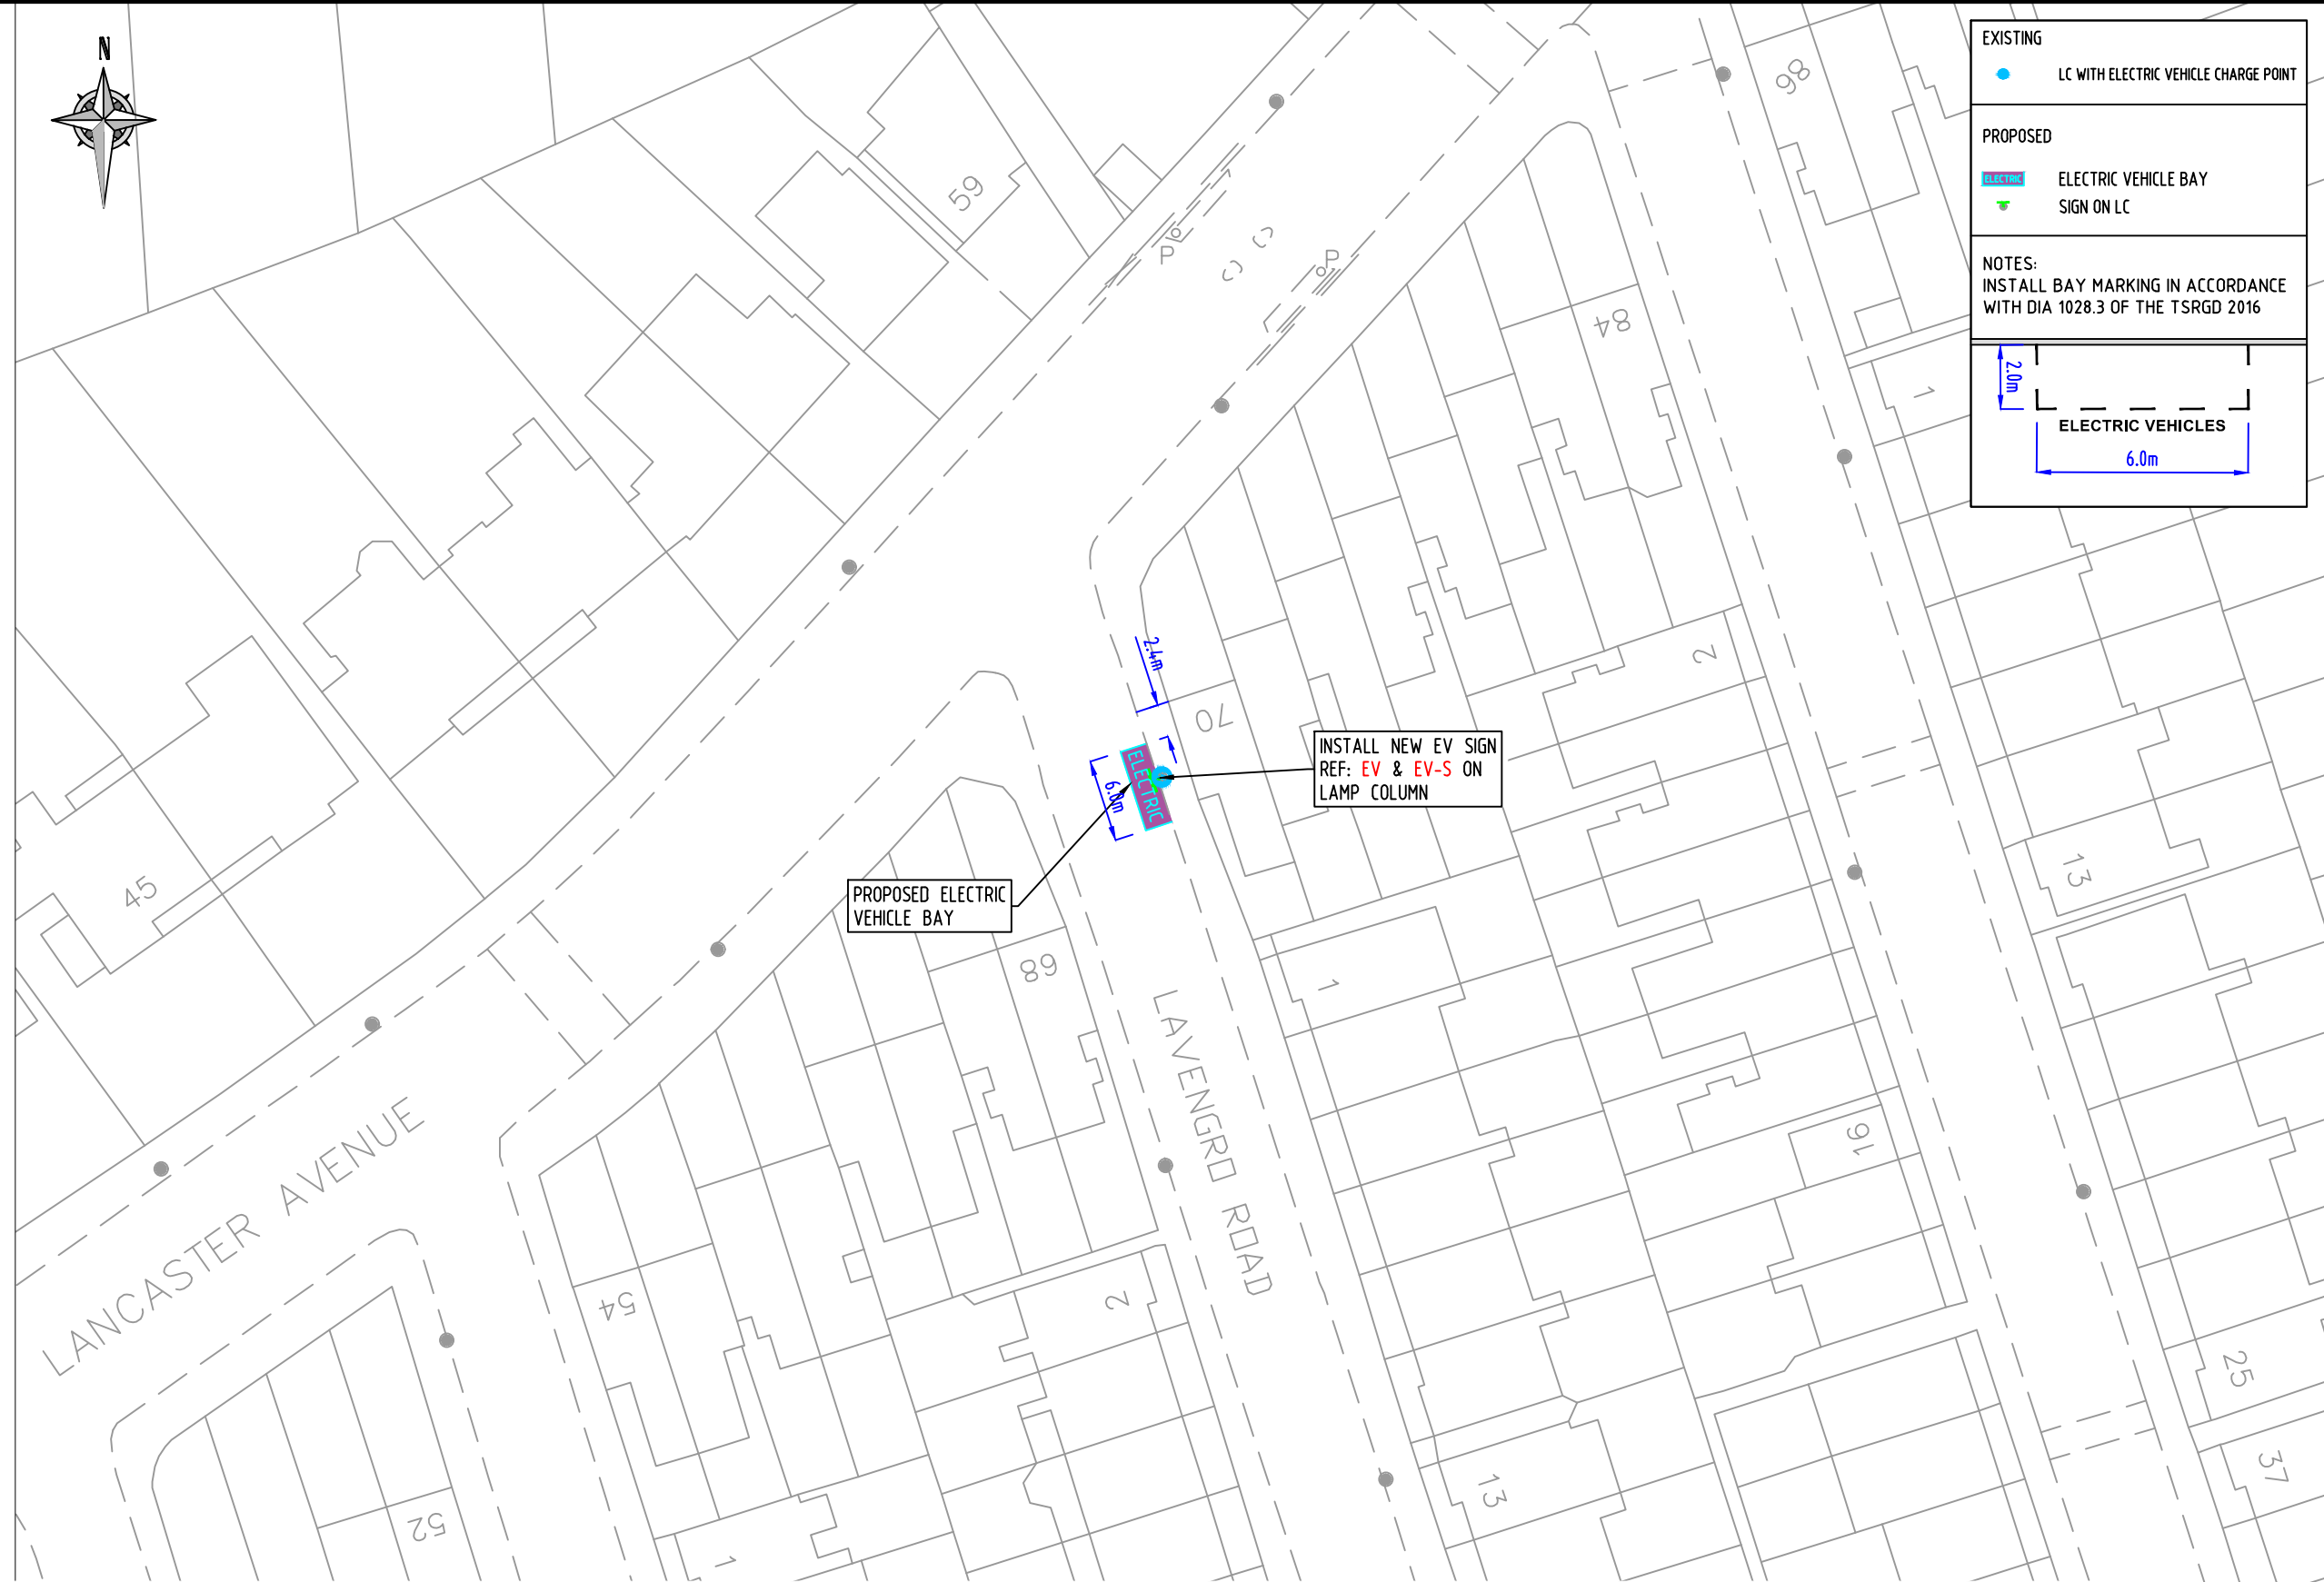 N
EXISTING
LC WITH ELECTRIC VEHICLE CHARGE POINT
PROPOSED
ELECTRIC
ELECTRIC VEHICLE BAY
SIGN ON LC
NOTES:
INSTALL BAY MARKING IN ACCORDANCE
WITH DIA 1028.3 OF THE TSRGD 2016
2.0m
ELECTRIC VEHICLES
6.0m
86
59
P
P
84
1
2
2.4m
70
INSTALL NEW EV SIGN
REF: EV & EV-S ON
LAMP COLUMN
ELECTRIC
6.0m
PROPOSED ELECTRIC
VEHICLE BAY
45
13
68
1
LAVENGRO ROAD
16
LANCASTER AVENUE
54
2
25
37
13
52
1